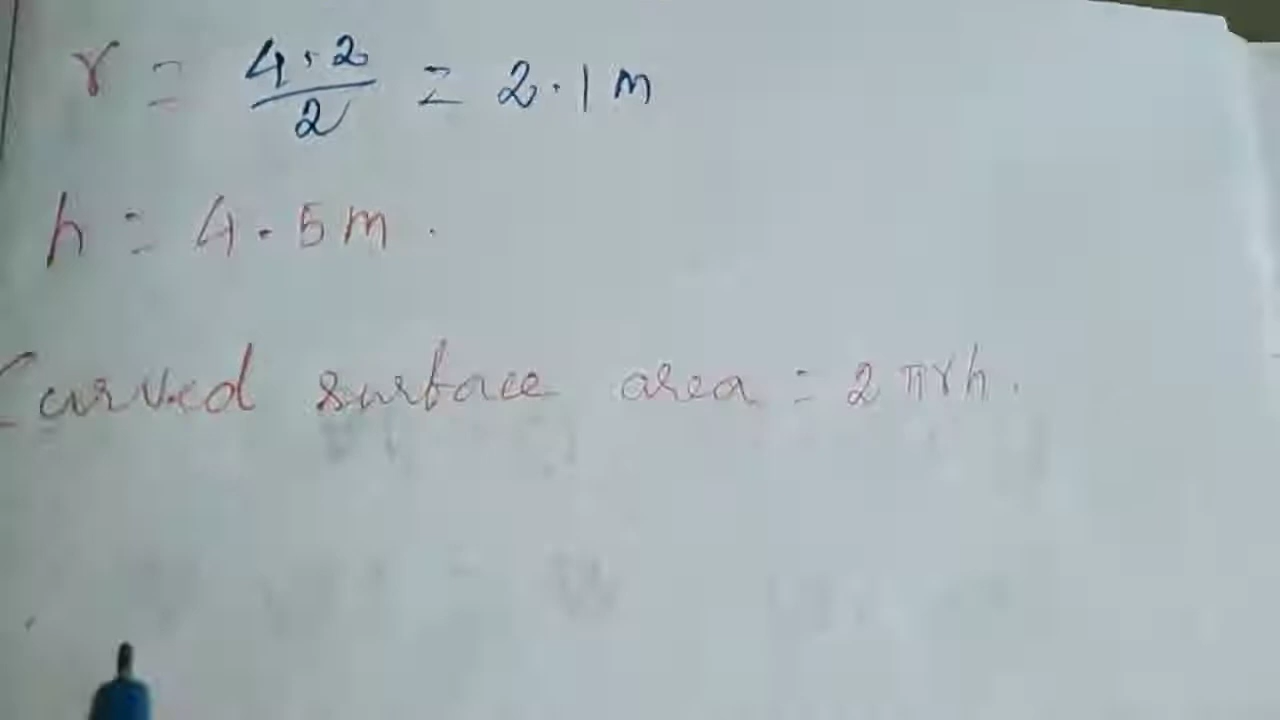 r = 4.2/2 = 2.1 m
h = 4.5 m.
Curved surface area = 2πrh.